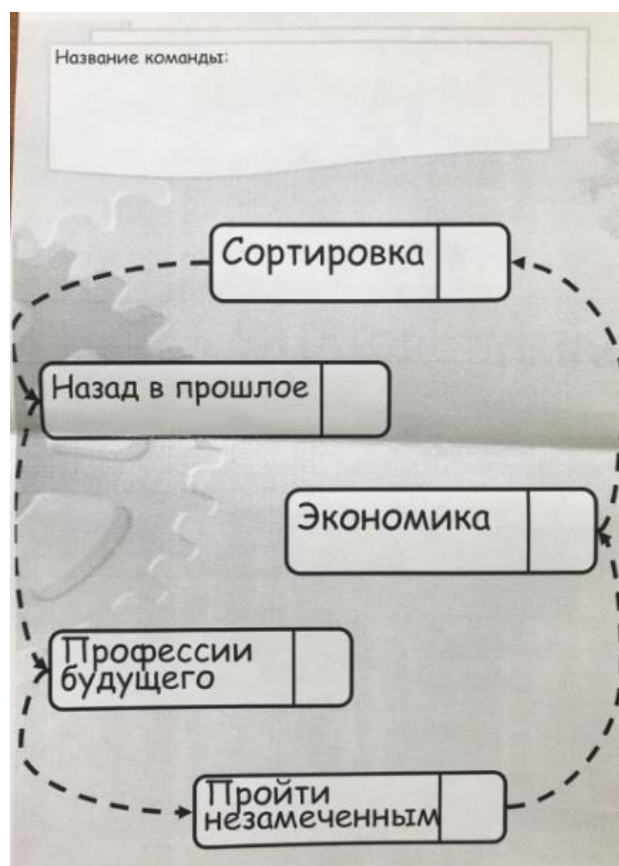 Название команды:
Сортировка
Назад в прошлое
Экономика
Профессии
будущего
Пройти
незамеченным